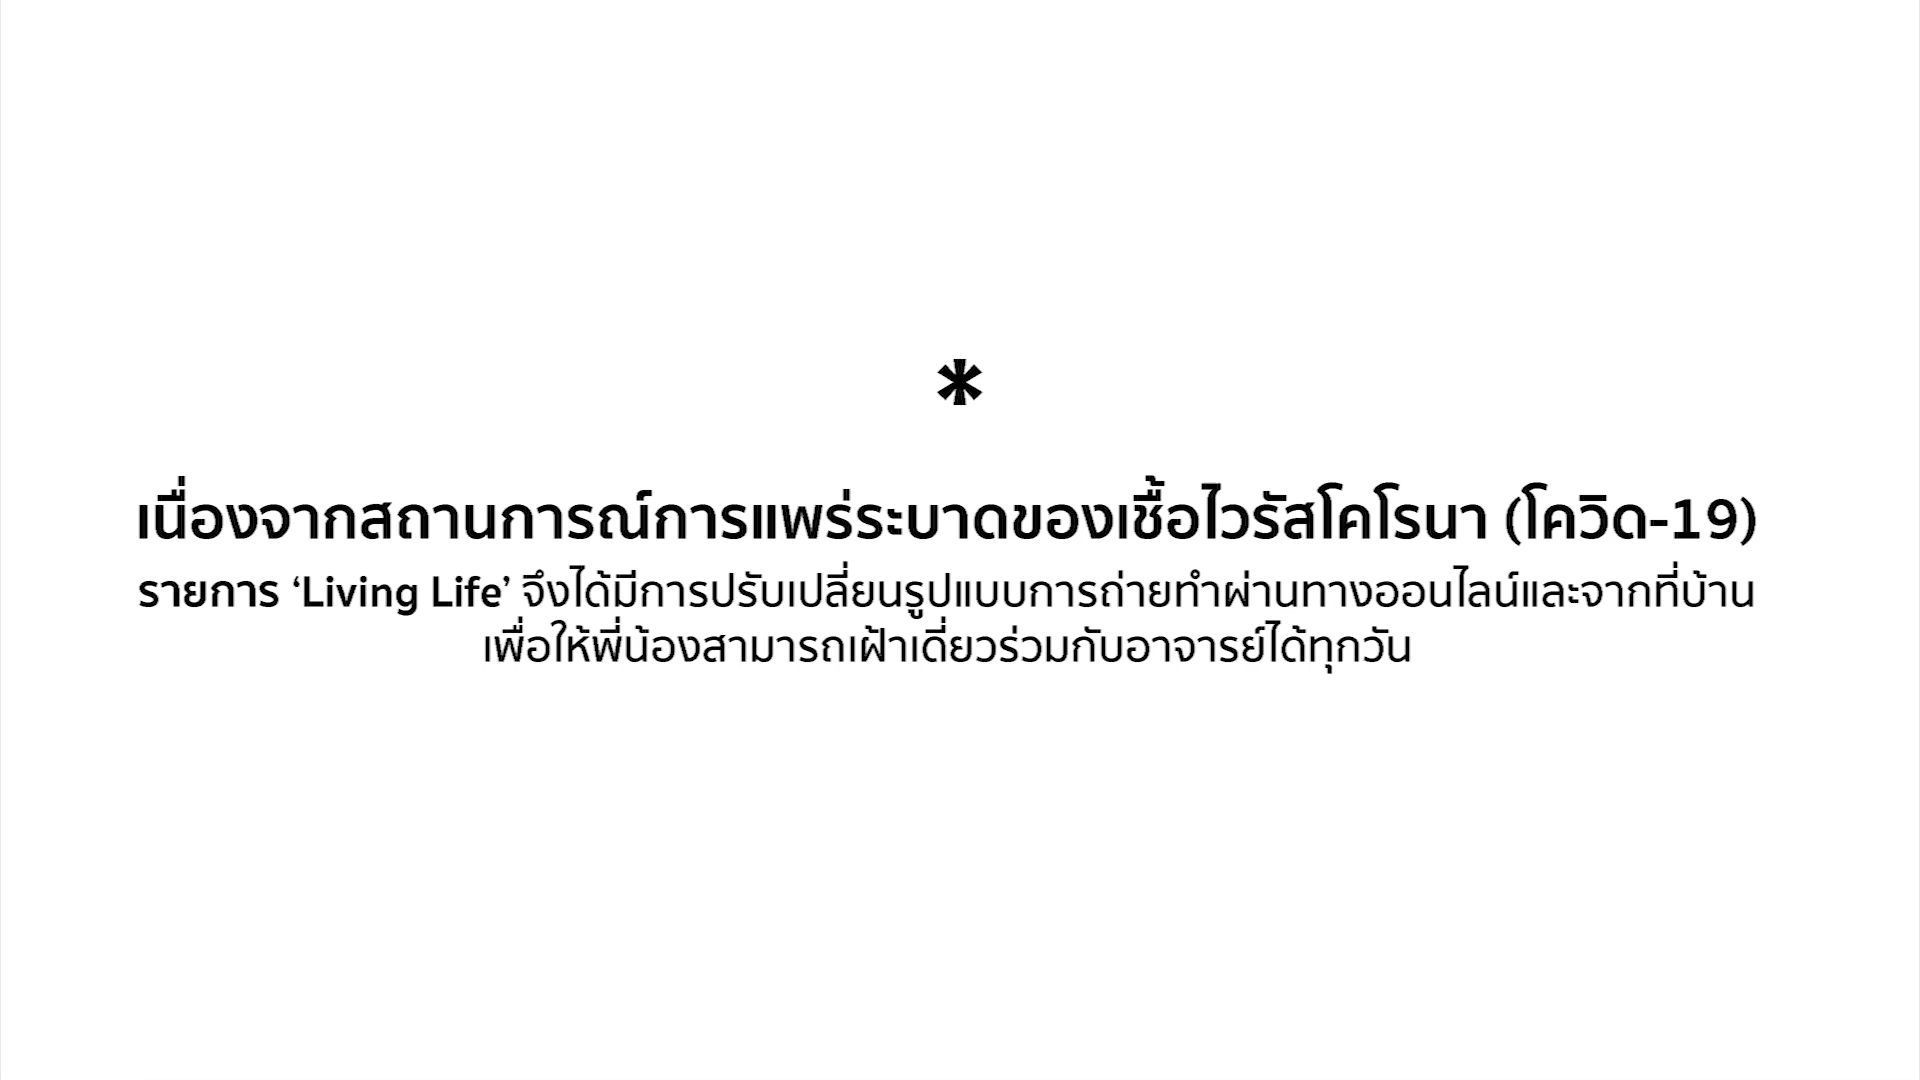 *
เนื่องจากสถานการณ์การแพร่ระบาดของเชื้อไวรัสโคโรนา (โควิด-19)
รายการ ‘Living Life’ จึงได้มีการปรับเปลี่ยนรูปแบบการถ่ายทำผ่านทางออนไลน์และจากที่บ้าน
เพื่อให้พี่น้องสามารถเฝ้าเดี่ยวร่วมกับอาจารย์ได้ทุกวัน